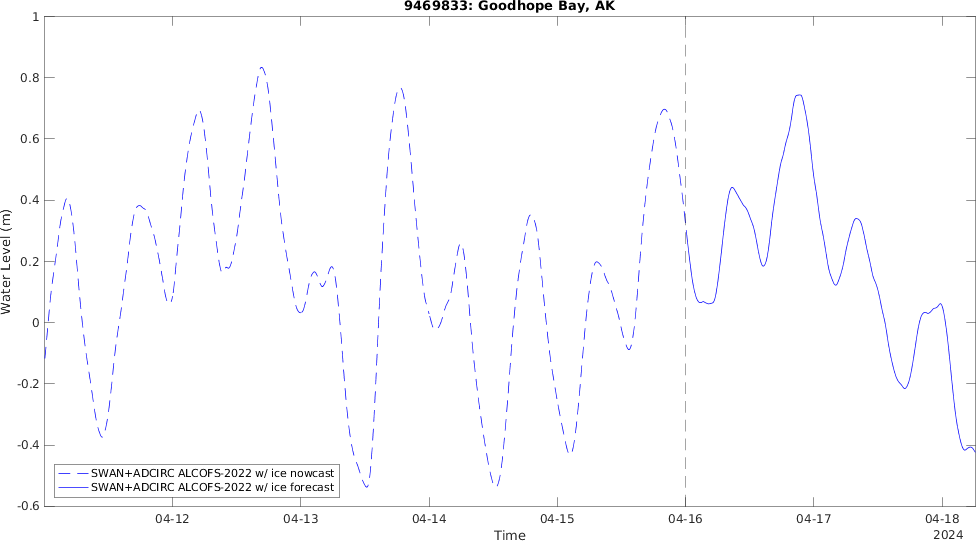 9469833: Goodhope Bay, AK
1
0.8
0.6
0.4
0.2
0
-0.2
-0.4
-0.6
Water Level (m)
SWAN+ADCIRC ALCOFS-2022 w/ ice nowcast
SWAN+ADCIRC ALCOFS-2022 w/ ice forecast
04-12 04-13 04-14 04-15 04-16 04-17 04-18
2024
Time